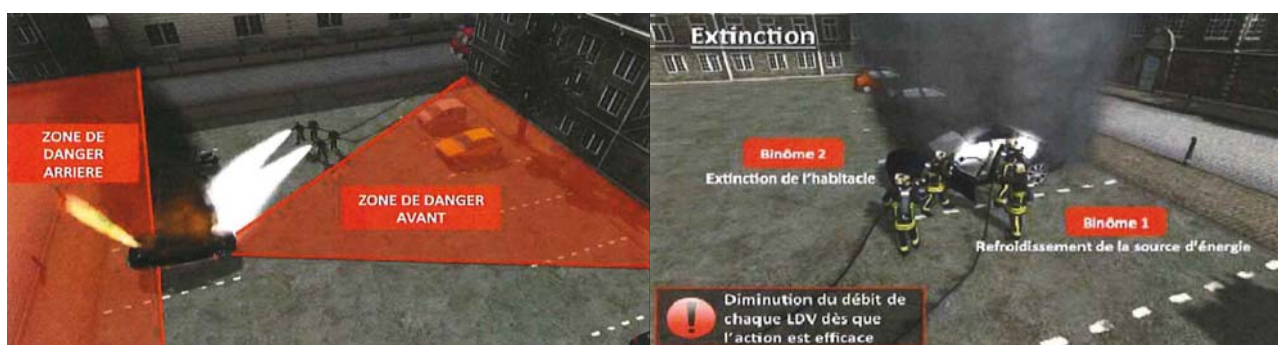 ZONE DE
DANGER
ARRIERE
ZONE DE DANGER
AVANT
Extinction
Binôme 2
Extinction de l'habitacle
Binôme 1
Refroidissement de la source d'énergie
!
Diminution du débit de
chaque LDV dès que
l'action est efficace